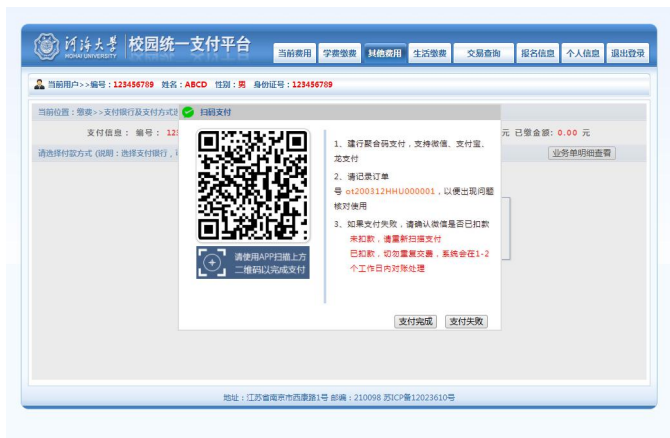 河海大学 校园统一支付平台
HOHAI UNIVERSITY
当前费用 学费缴费 其他费用 生活缴费 交易查询 报名信息 个人信息 退出登录
当前用户>>编号：123456789 姓名：ABCD 性别：男 身份证号：123456789
当前位置：缴费>>支付银行及支付方式
扫码支付
支付信息： 编号： 12
元 已缴金额：0.00 元
请选择付款方式 (说明：选择支付银行，
业务单明细查看
1、建行聚合码支付，支持微信、支付宝、
龙支付
2、请记录订单
号 ot200312HHU000001，以便出现问题
核对使用
3、如果支付失败，请确认微信是否已扣款
未扣款，请重新扫描支付
已扣款，切勿重复交费，系统会在1-2
个工作日内对账处理
请使用APP扫描上方
二维码以完成支付
支付完成 支付失败
地址：江苏省南京市西康路1号 邮编：210098 苏ICP备12023610号